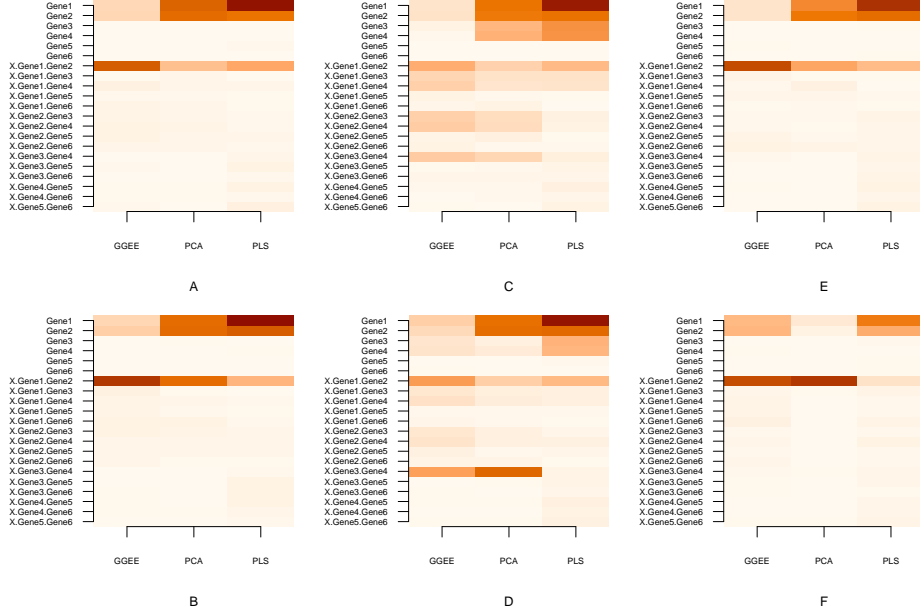 Gene1
Gene2
Gene3
Gene4
Gene5
Gene6
X.Gene1.Gene2
X.Gene1.Gene3
X.Gene1.Gene4
X.Gene1.Gene5
X.Gene1.Gene6
X.Gene2.Gene3
X.Gene2.Gene4
X.Gene2.Gene5
X.Gene2.Gene6
X.Gene3.Gene4
X.Gene3.Gene5
X.Gene3.Gene6
X.Gene4.Gene5
X.Gene4.Gene6
X.Gene5.Gene6
GGEE PCA PLS
A
Gene1
Gene2
Gene3
Gene4
Gene5
Gene6
X.Gene1.Gene2
X.Gene1.Gene3
X.Gene1.Gene4
X.Gene1.Gene5
X.Gene1.Gene6
X.Gene2.Gene3
X.Gene2.Gene4
X.Gene2.Gene5
X.Gene2.Gene6
X.Gene3.Gene4
X.Gene3.Gene5
X.Gene3.Gene6
X.Gene4.Gene5
X.Gene4.Gene6
X.Gene5.Gene6
GGEE PCA PLS
C
Gene1
Gene2
Gene3
Gene4
Gene5
Gene6
X.Gene1.Gene2
X.Gene1.Gene3
X.Gene1.Gene4
X.Gene1.Gene5
X.Gene1.Gene6
X.Gene2.Gene3
X.Gene2.Gene4
X.Gene2.Gene5
X.Gene2.Gene6
X.Gene3.Gene4
X.Gene3.Gene5
X.Gene3.Gene6
X.Gene4.Gene5
X.Gene4.Gene6
X.Gene5.Gene6
GGEE PCA PLS
E
Gene1
Gene2
Gene3
Gene4
Gene5
Gene6
X.Gene1.Gene2
X.Gene1.Gene3
X.Gene1.Gene4
X.Gene1.Gene5
X.Gene1.Gene6
X.Gene2.Gene3
X.Gene2.Gene4
X.Gene2.Gene5
X.Gene2.Gene6
X.Gene3.Gene4
X.Gene3.Gene5
X.Gene3.Gene6
X.Gene4.Gene5
X.Gene4.Gene6
X.Gene5.Gene6
GGEE PCA PLS
B
Gene1
Gene2
Gene3
Gene4
Gene5
Gene6
X.Gene1.Gene2
X.Gene1.Gene3
X.Gene1.Gene4
X.Gene1.Gene5
X.Gene1.Gene6
X.Gene2.Gene3
X.Gene2.Gene4
X.Gene2.Gene5
X.Gene2.Gene6
X.Gene3.Gene4
X.Gene3.Gene5
X.Gene3.Gene6
X.Gene4.Gene5
X.Gene4.Gene6
X.Gene5.Gene6
GGEE PCA PLS
D
Gene1
Gene2
Gene3
Gene4
Gene5
Gene6
X.Gene1.Gene2
X.Gene1.Gene3
X.Gene1.Gene4
X.Gene1.Gene5
X.Gene1.Gene6
X.Gene2.Gene3
X.Gene2.Gene4
X.Gene2.Gene5
X.Gene2.Gene6
X.Gene3.Gene4
X.Gene3.Gene5
X.Gene3.Gene6
X.Gene4.Gene5
X.Gene4.Gene6
X.Gene5.Gene6
GGEE PCA PLS
F